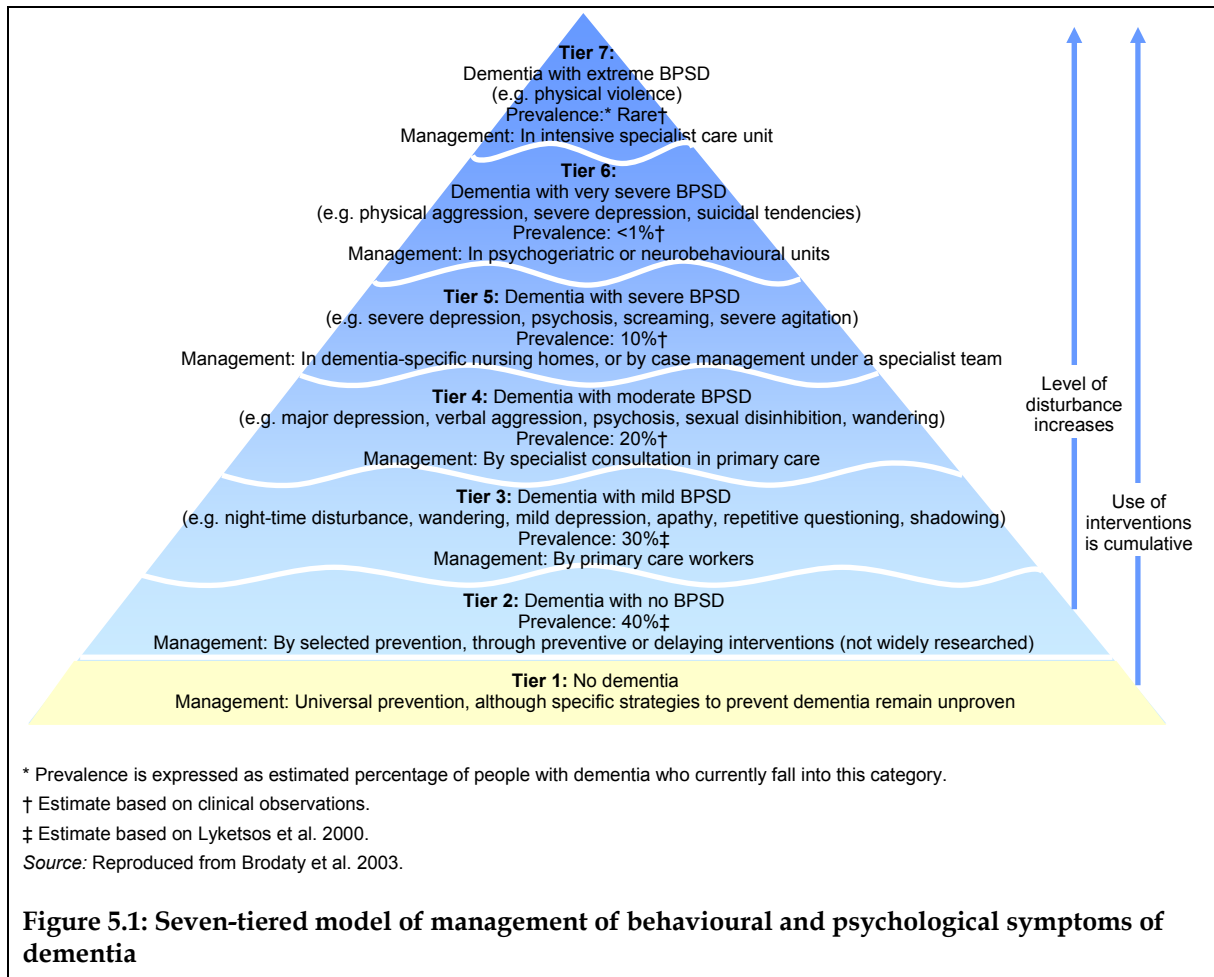 Tier 7:
Dementia with extreme BPSD
(e.g. physical violence)
Prevalence:* Rare†
Management: In intensive specialist care unit
Tier 6:
Dementia with very severe BPSD
(e.g. physical aggression, severe depression, suicidal tendencies)
Prevalence: <1%†
Management: In psychogeriatric or neurobehavioural units
Tier 5: Dementia with severe BPSD
(e.g. severe depression, psychosis, screaming, severe agitation)
Prevalence: 10%†
Management: In dementia-specific nursing homes, or by case management under a specialist team
Tier 4: Dementia with moderate BPSD
(e.g. major depression, verbal aggression, psychosis, sexual disinhibition, wandering)
Prevalence: 20%†
Management: By specialist consultation in primary care
Tier 3: Dementia with mild BPSD
(e.g. night-time disturbance, wandering, mild depression, apathy, repetitive questioning, shadowing)
Prevalence: 30%‡
Management: By primary care workers
Tier 2: Dementia with no BPSD
Prevalence: 40%‡
Management: By selected prevention, through preventive or delaying interventions (not widely researched)
Tier 1: No dementia
Management: Universal prevention, although specific strategies to prevent dementia remain unproven
Level of
disturbance
increases
Use of
interventions
is cumulative
* Prevalence is expressed as estimated percentage of people with dementia who currently fall into this category.
† Estimate based on clinical observations.
‡ Estimate based on Lyketsos et al. 2000.
Source: Reproduced from Brodaty et al. 2003.
Figure 5.1: Seven-tiered model of management of behavioural and psychological symptoms of
dementia